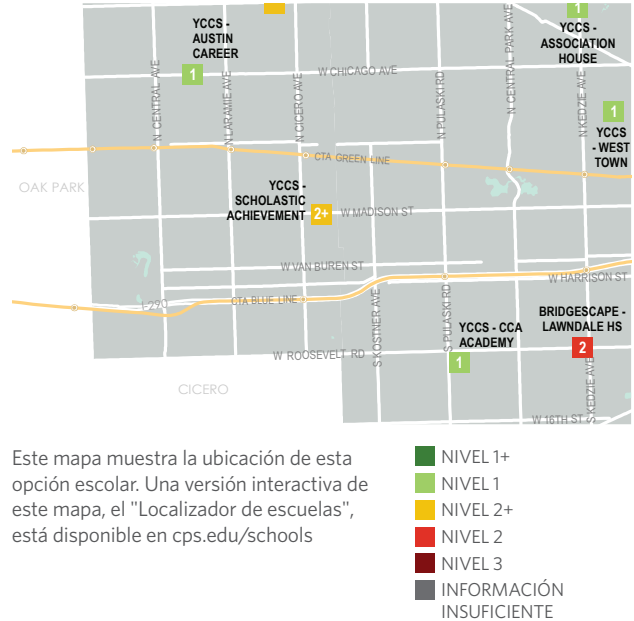 YCCS -
AUSTIN
CAREER
1
1
YCCS -
ASSOCIATION
HOUSE
N CENTRAL AVE
N LARAMIE AVE
N CICERO AVE
W CHICAGO AVE
N PULASKI RD
N CENTRAL PARK AVE
N KEDZIE AVE
1
YCCS
- WEST
TOWN
CTA GREEN LINE
OAK PARK
YCCS -
SCHOLASTIC
ACHIEVEMENT
2+
W MADISON ST
W VAN BUREN ST
W HARRISON ST
I-290
CTA BLUE LINE
S KOSTNER AVE
S PULASKI RD
YCCS - CCA
ACADEMY
1
BRIDGESCAPE -
LAWNDALE HS
2
S KEDZIE AVE
W ROOSEVELT RD
CICERO
W 16TH ST
Este mapa muestra la ubicación de esta
opción escolar. Una versión interactiva de
este mapa, el "Localizador de escuelas",
está disponible en cps.edu/schools
NIVEL 1+
NIVEL 1
NIVEL 2+
NIVEL 2
NIVEL 3
INFORMACIÓN
INSUFICIENTE